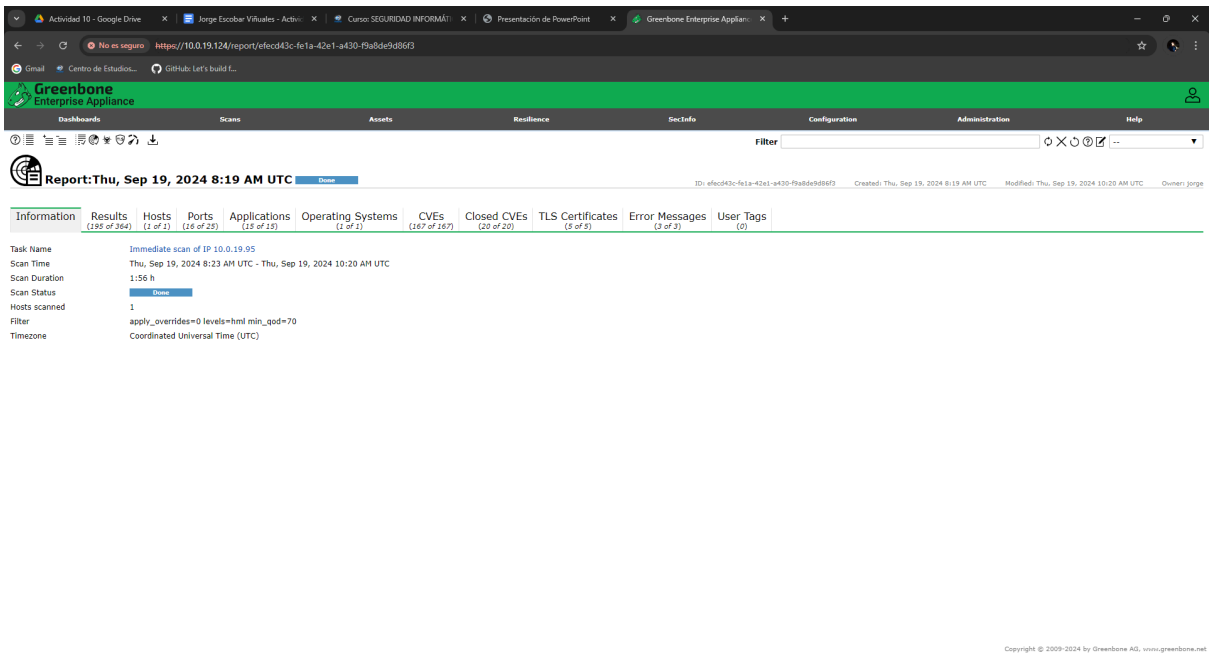 Actividad 10 - Google Drive
Jorge Escobar Viñuales - Activi
Curso: SEGURIDAD INFORMÁTI
Presentación de PowerPoint
Greenbone Enterprise Applianc
No es seguro https://10.0.19.124/report/efecd43c-fe1a-42e1-a430-f9a8de9d86f3
Gmail Centro de Estudios... GitHub: Let's build f...
Greenbone
Enterprise Appliance
Dashboards Scans Assets Resilience SecInfo Configuration Administration Help
Filter --
Report:Thu, Sep 19, 2024 8:19 AM UTC Done
ID: efecd43c-fe1a-42e1-a430-f9a8de9d86f3 Created: Thu, Sep 19, 2024 8:19 AM UTC Modified: Thu, Sep 19, 2024 10:20 AM UTC Owner: jorge
Information Results Hosts Ports Applications Operating Systems CVEs Closed CVEs TLS Certificates Error Messages User Tags
(195 of 364) (1 of 1) (16 of 25) (15 of 15) (1 of 1) (167 of 167) (20 of 20) (5 of 5) (3 of 3) (0)
Task Name Immediate scan of IP 10.0.19.95
Scan Time Thu, Sep 19, 2024 8:23 AM UTC - Thu, Sep 19, 2024 10:20 AM UTC
Scan Duration 1:56 h
Scan Status Done
Hosts scanned 1
Filter apply_overrides=0 levels=hml min_qod=70
Timezone Coordinated Universal Time (UTC)
Copyright © 2009-2024 by Greenbone AG, www.greenbone.net